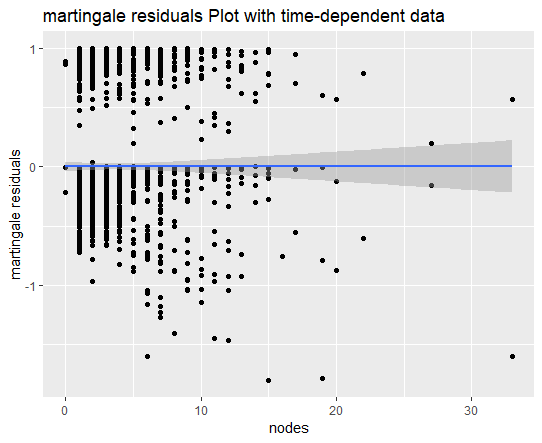 martingale residuals Plot with time-dependent data
1
0
-1
martingale residuals
0
10
20
30
nodes